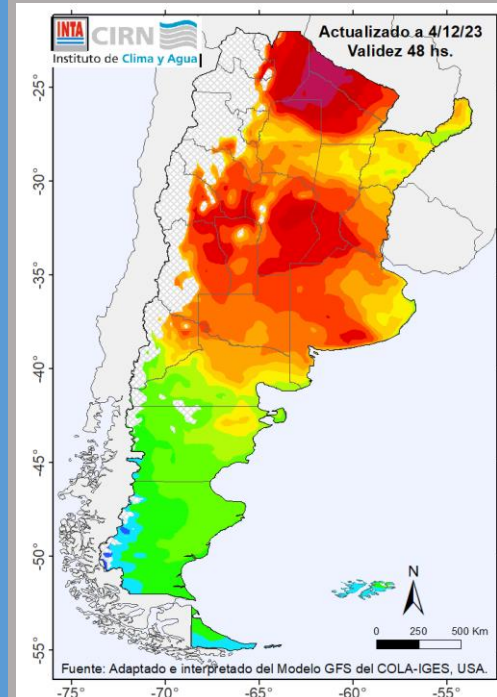 INTA CIRN
Instituto de Clima y Agua
Actualizado a 4/12/23
Validez 48 hs.
-25°
-30°
-35°
-40°
-45°
-50°
-55°
N
0 250 500 Km
Fuente: Adaptado e interpretado del Modelo GFS del COLA-IGES, USA.
-75 -70 -65 -60 -55